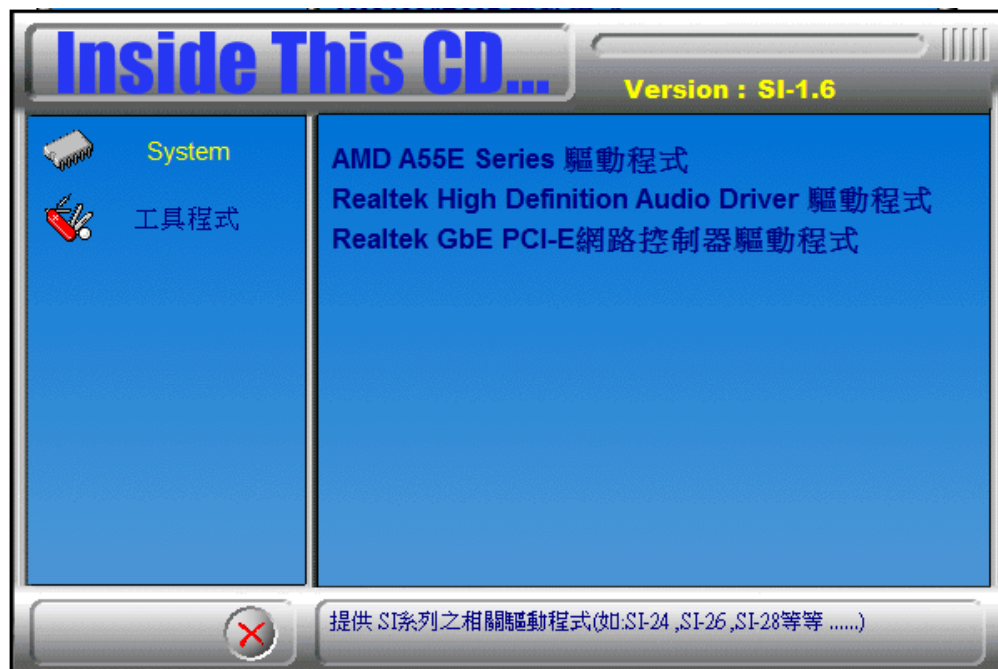 Inside This CD...
Version : SI-1.6
System
工具程式
AMD A55E Series 驅動程式
Realtek High Definition Audio Driver 驅動程式
Realtek GbE PCI-E網路控制器驅動程式
提供 SI系列之相關驅動程式(如:SI-24 ,SI-26 ,SI-28等等 ......)